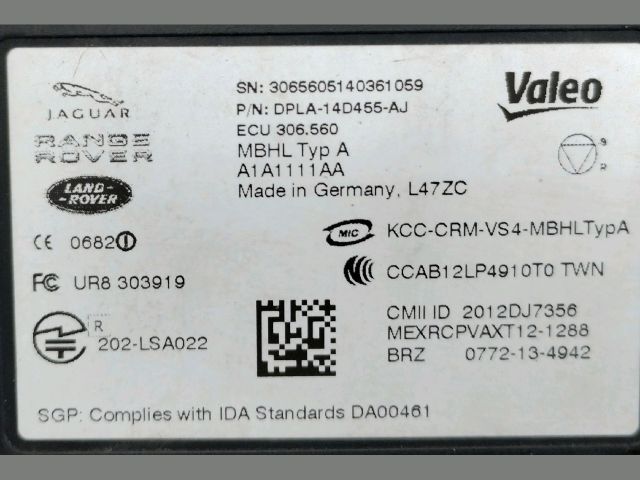 JAGUAR
RANGE
ROVER
LAND-
ROVER
CE 0682
FC UR8 303919
R
202-LSA022
SN: 3065605140361059
P/N: DPLA-14D455-AJ
ECU 306.560
MBHL Typ A
A1A1111AA
Made in Germany, L47ZC
Valeo
MIC KCC-CRM-VS4-MBHLTypA
CCAB12LP4910T0 TWN
CMII ID 2012DJ7356
MEXRCPVAXT12-1288
BRZ 0772-13-4942
SGP: Complies with IDA Standards DA00461